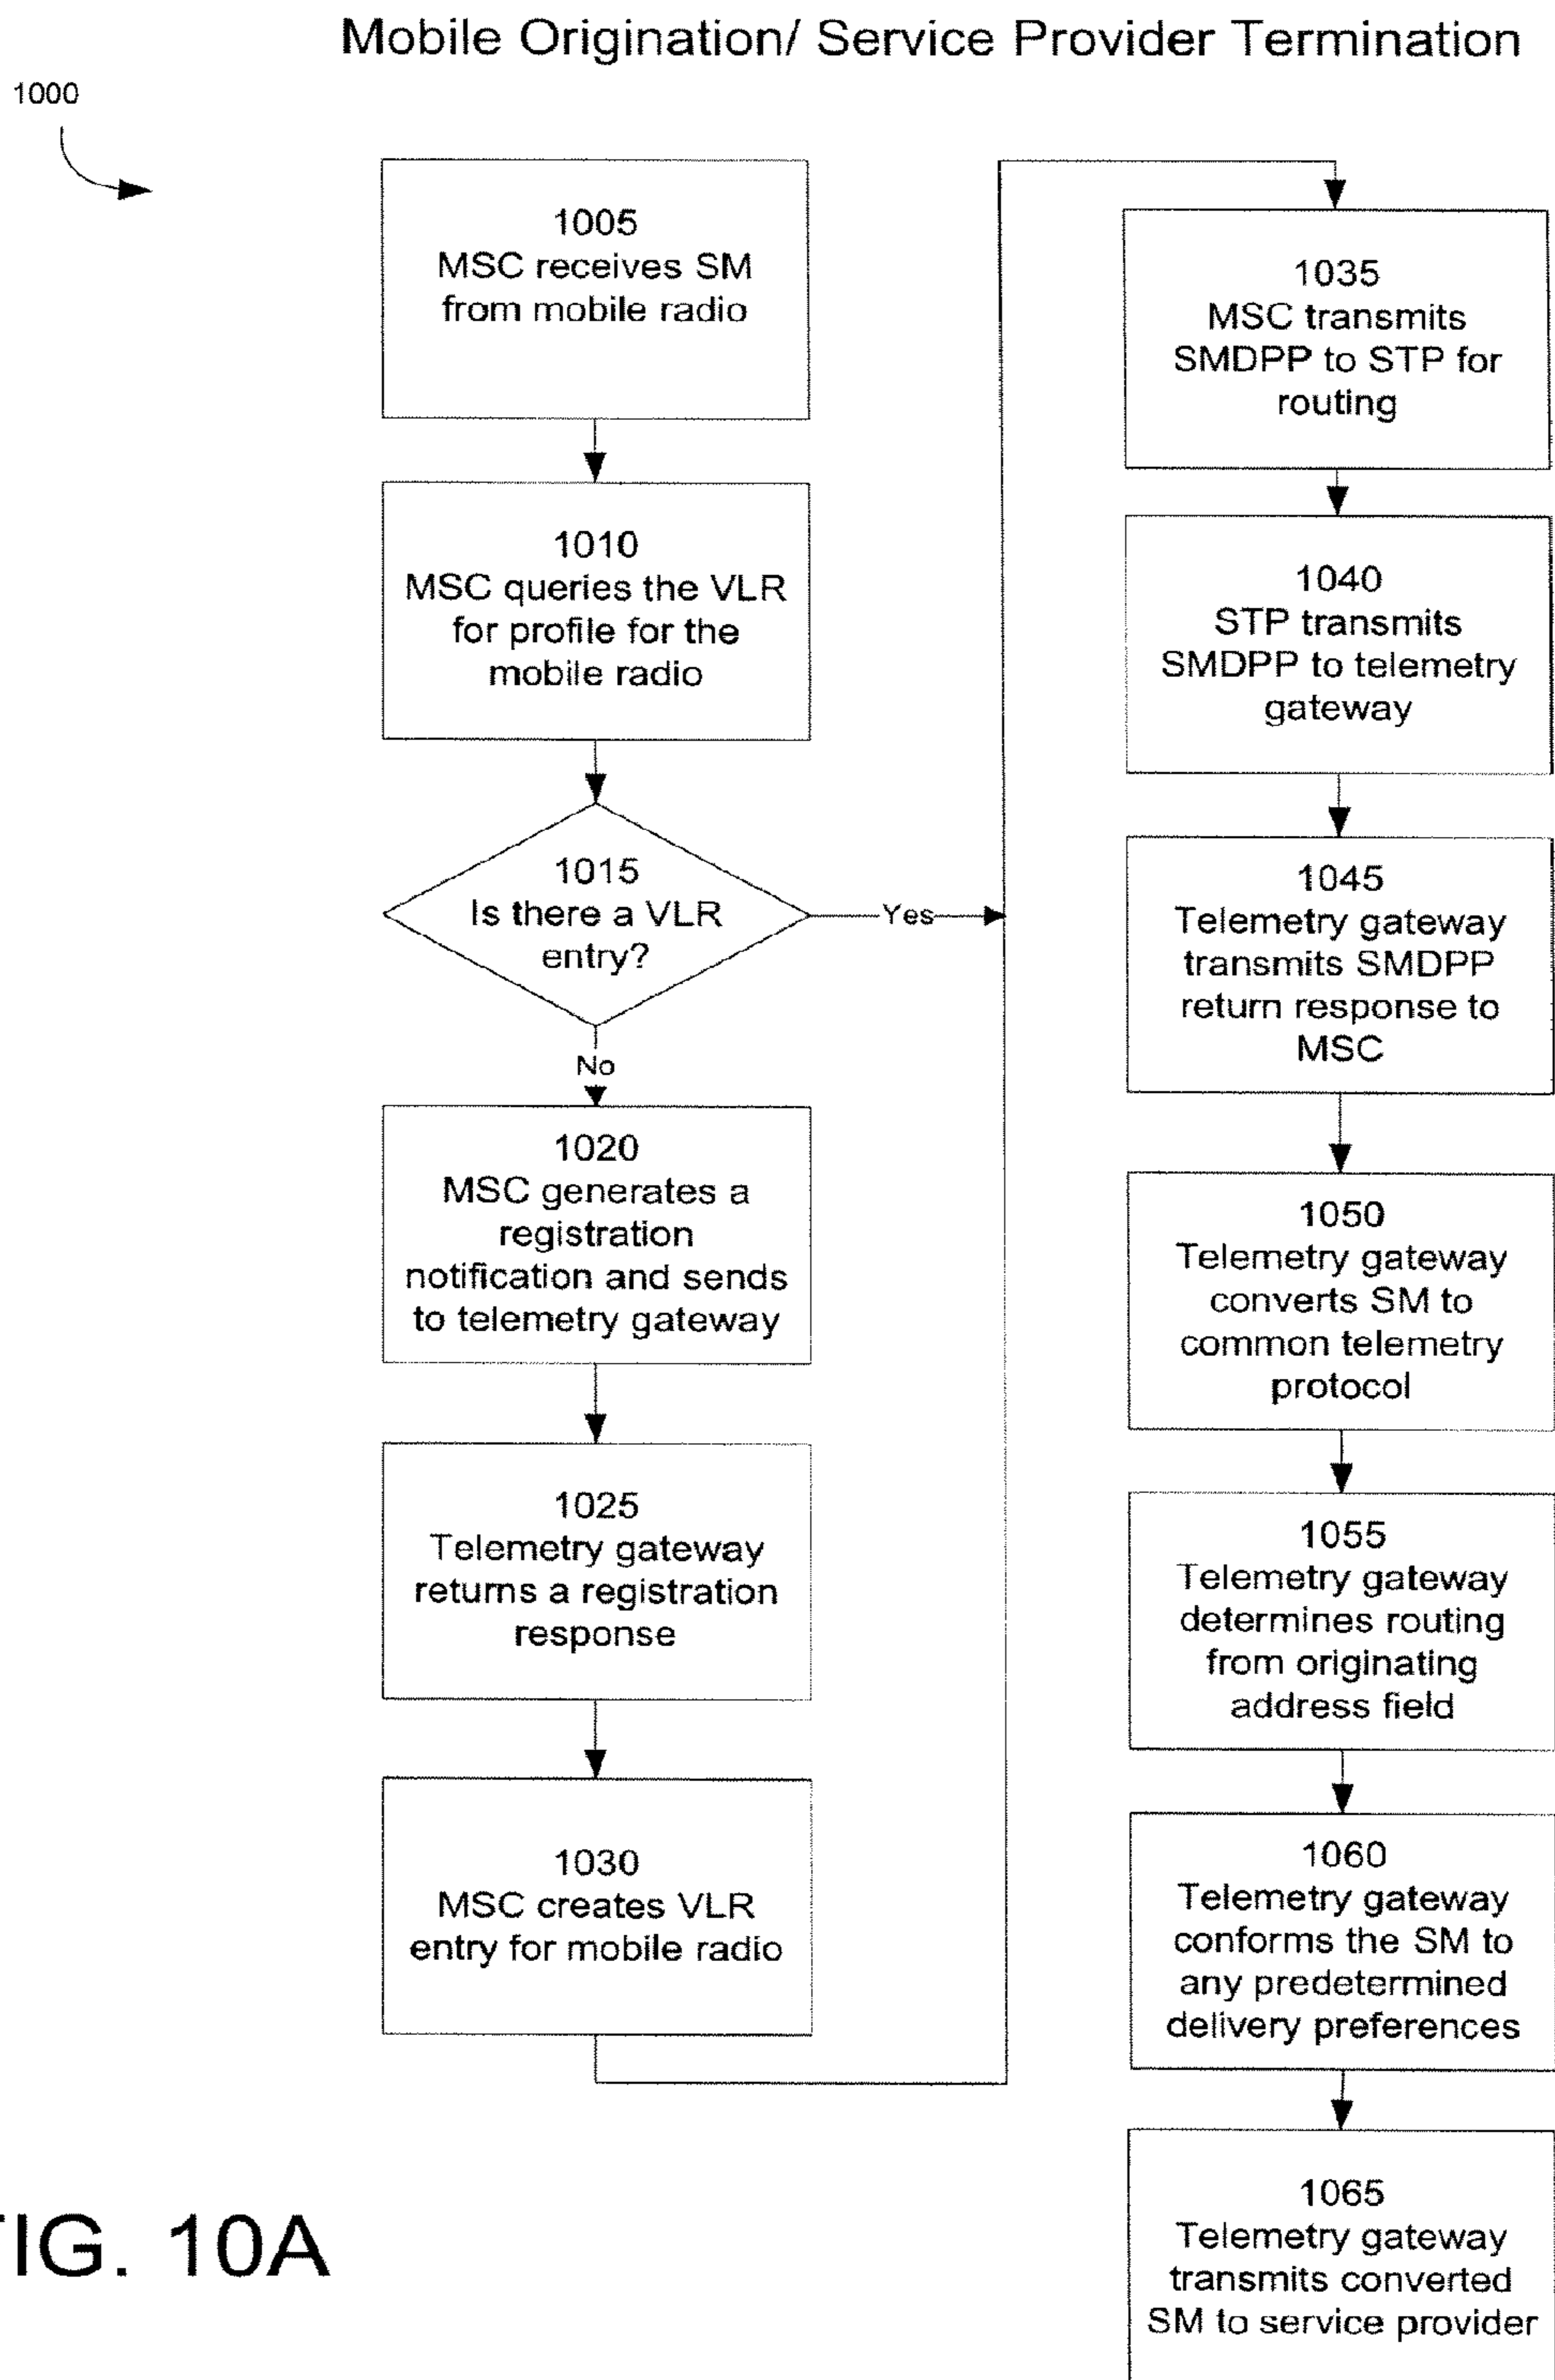 Mobile Origination/ Service Provider Termination
1000
1005
MSC receives SM
from mobile radio
1010
MSC queries the VLR
for profile for the
mobile radio
1015
Is there a VLR
entry?
Yes
No
1020
MSC generates a
registration
notification and sends
to telemetry gateway
1025
Telemetry gateway
returns a registration
response
1030
MSC creates VLR
entry for mobile radio
1035
MSC transmits
SMDPP to STP for
routing
1040
STP transmits
SMDPP to telemetry
gateway
1045
Telemetry gateway
transmits SMDPP
return response to
MSC
1050
Telemetry gateway
converts SM to
common telemetry
protocol
1055
Telemetry gateway
determines routing
from originating
address field
1060
Telemetry gateway
conforms the SM to
any predetermined
delivery preferences
1065
Telemetry gateway
transmits converted
SM to service provider
FIG. 10A